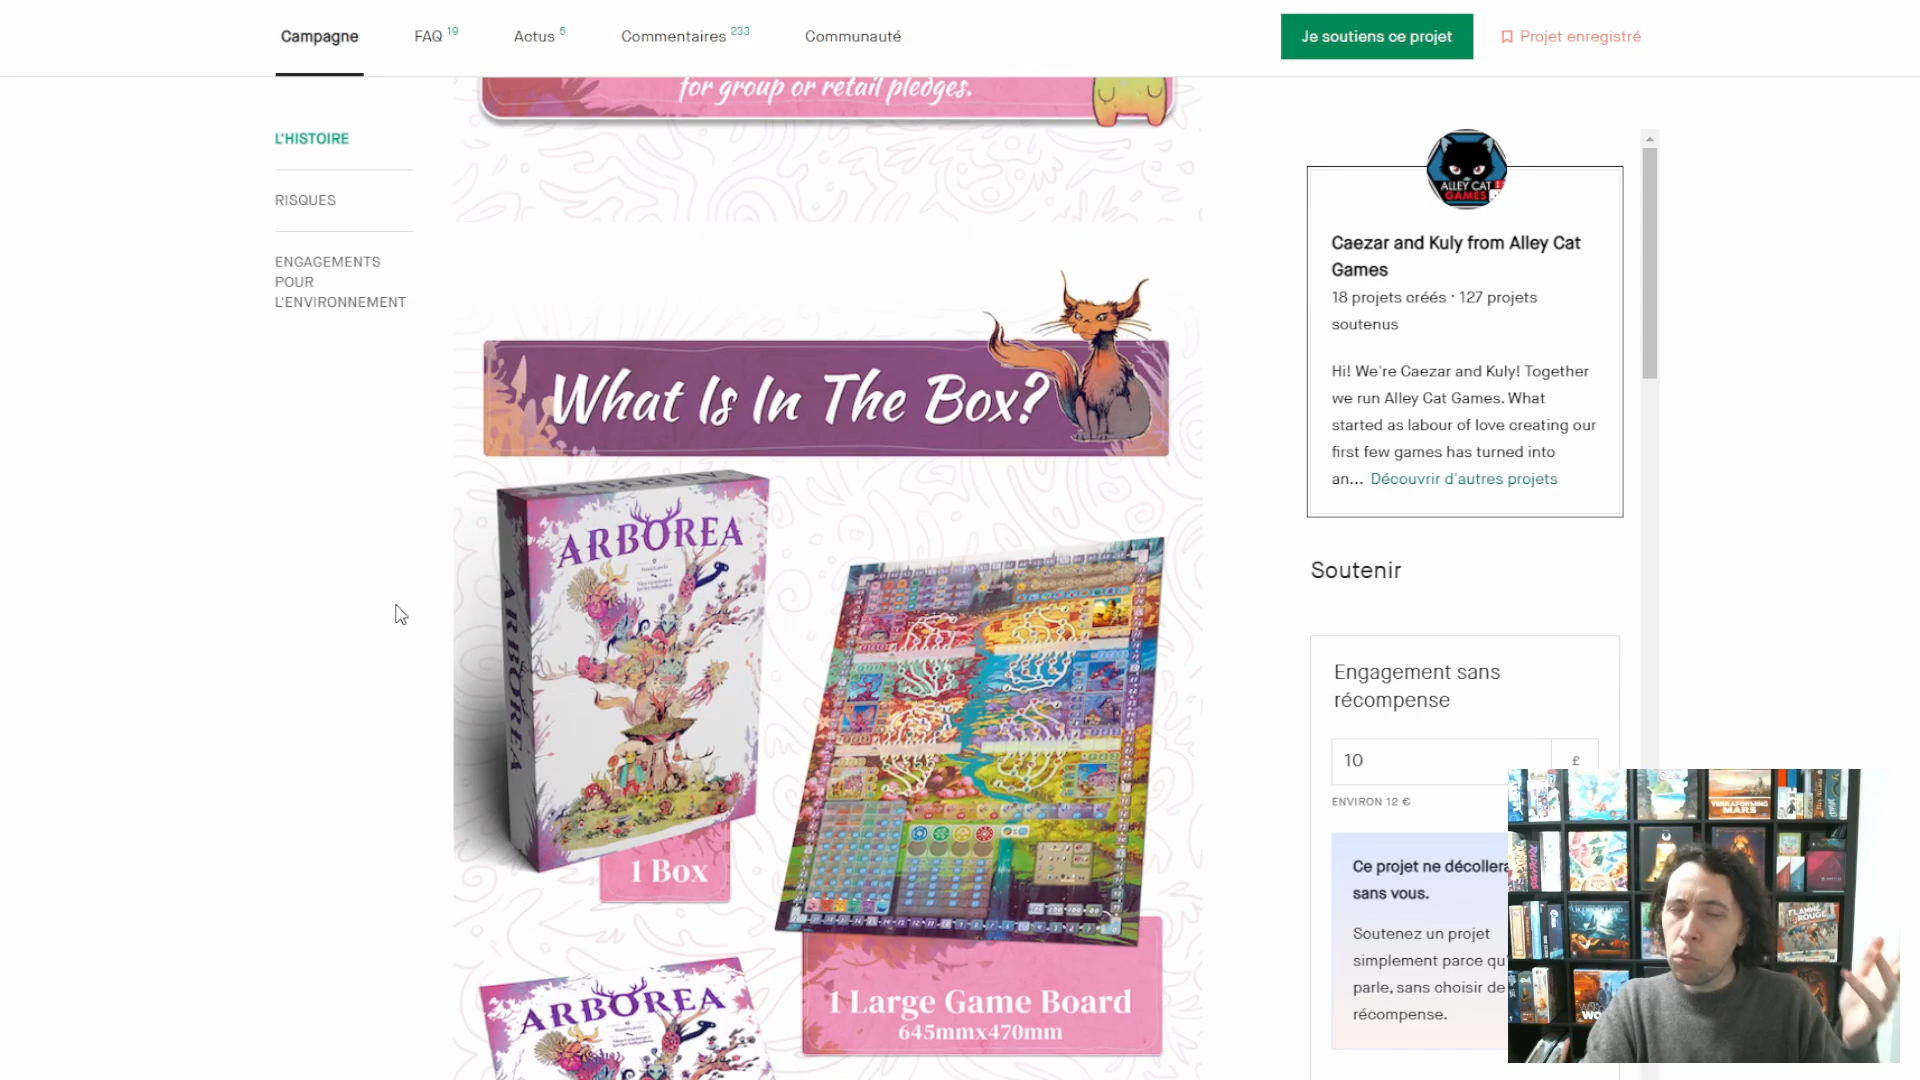 Campagne
FAQ 19
Actus 5
Commentaires 233
Communauté
Je soutiens ce projet
Projet enregistré
for group or retail pledges.
L'HISTOIRE
RISQUES
ENGAGEMENTS
POUR
L'ENVIRONNEMENT
What Is In The Box?
ARBOREA
ARBOREA
1 Box
1 Large Game Board
645mmx470mm
ARBOREA
ALLEY CAT
GAMES
Caezar and Kuly from Alley Cat
Games
18 projets créés · 127 projets
soutenus
Hi! We're Caezar and Kuly! Together
we run Alley Cat Games. What
started as labour of love creating our
first few games has turned into
an... Découvrir d'autres projets
Soutenir
Engagement sans
récompense
10 £
ENVIRON 12 €
Ce projet ne décollera
sans vous.
Soutenez un projet
simplement parce qu'
parle, sans choisir de
récompense.
TERRAFORMING
MARS
FLAMME
ROUGE